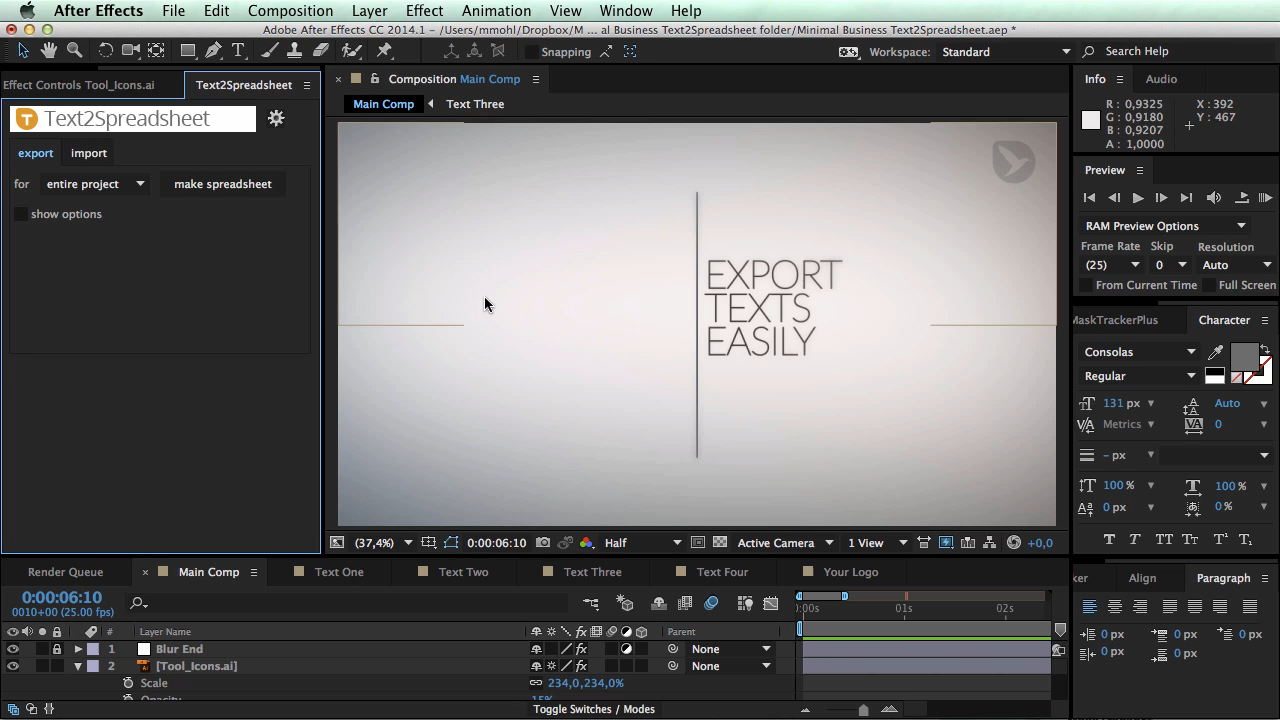 After Effects File Edit Composition Layer Effect Animation View Window Help
Adobe After Effects CC 2014.1 - /Users/mmohl/Dropbox/M ... al Business Text2Spreadsheet folder/Minimal Business Text2Spreadsheet.aep *
Snapping
Workspace: Standard
Search Help
Effect Controls Tool_Icons.ai
Text2Spreadsheet
Composition Main Comp
Info Audio
Main Comp Text Three
R : 0,9325 X : 392
G : 0,9180 Y : 467
B : 0,9207
A : 1,0000
T Text2Spreadsheet
export import
for entire project make spreadsheet
show options
EXPORT
TEXTS
EASILY
Preview
RAM Preview Options
Frame Rate Skip Resolution
(25) 0 Auto
From Current Time Full Screen
MaskTrackerPlus Character
Consolas
Regular
131 px Auto
Metrics 0
- px
100 % 100 %
0 px 0 %
T T TT Tt T¹ T₁
(37,4%) 0:00:06:10 Half Active Camera 1 View +0,0
Render Queue Main Comp Text One Text Two Text Three Text Four Your Logo
ker Align Paragraph
0:00:06:10
0010+00 (25.00 fps)
:00s 01s 02s
# Layer Name Parent
1 Blur End None
2 [Tool_Icons.ai] None
Scale 234,0,234,0%
Opacity 15%
Toggle Switches / Modes
0 px 0 px 0 px
0 px 0 px